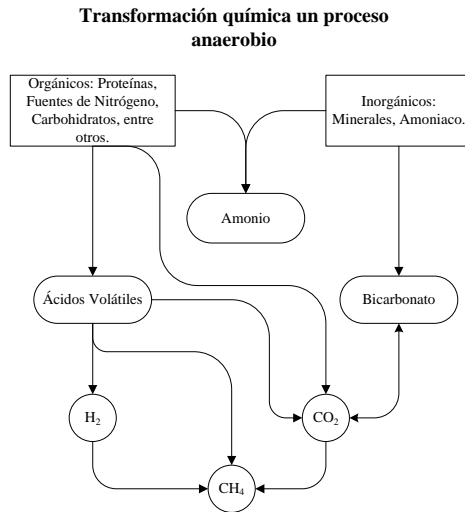 Transformación química un proceso
anaerobio
Orgánicos: Proteínas,
Fuentes de Nitrógeno,
Carbohidratos, entre
otros.
Inorgánicos:
Minerales, Amoniaco.
Amonio
Ácidos Volátiles
Bicarbonato
H₂
CO₂
CH₄